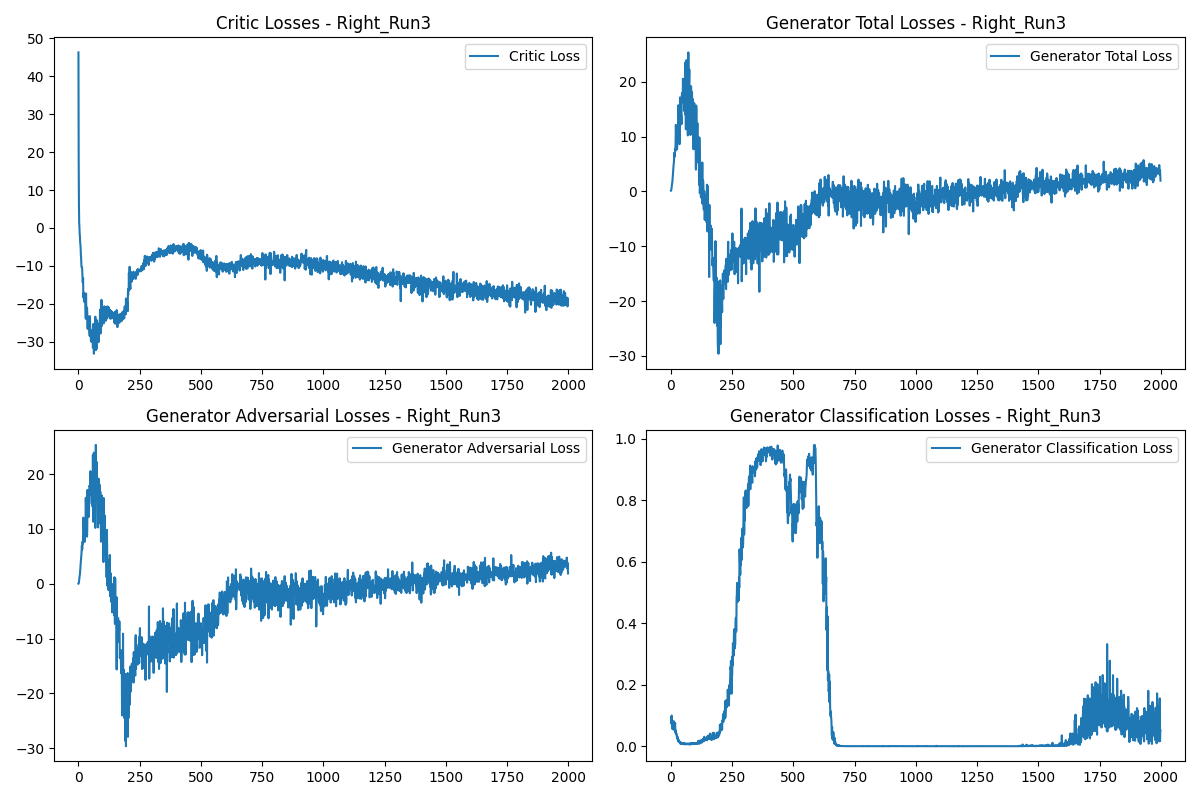 Critic Losses - Right_Run3
50
40
30
20
10
0
−10
−20
−30
0 250 500 750 1000 1250 1500 1750 2000
Critic Loss
Generator Total Losses - Right_Run3
20
10
0
−10
−20
−30
0 250 500 750 1000 1250 1500 1750 2000
Generator Total Loss
Generator Adversarial Losses - Right_Run3
20
10
0
−10
−20
−30
0 250 500 750 1000 1250 1500 1750 2000
Generator Adversarial Loss
Generator Classification Losses - Right_Run3
1.0
0.8
0.6
0.4
0.2
0.0
0 250 500 750 1000 1250 1500 1750 2000
Generator Classification Loss